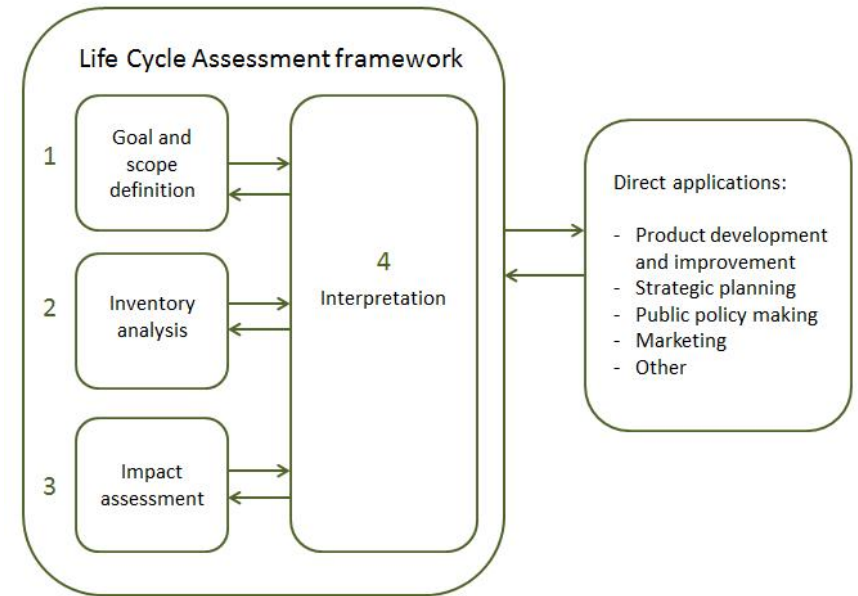 Life Cycle Assessment framework
1
Goal and
scope
definition
2
Inventory
analysis
3
Impact
assessment
4
Interpretation
Direct applications:
- Product development
and improvement
- Strategic planning
- Public policy making
- Marketing
- Other